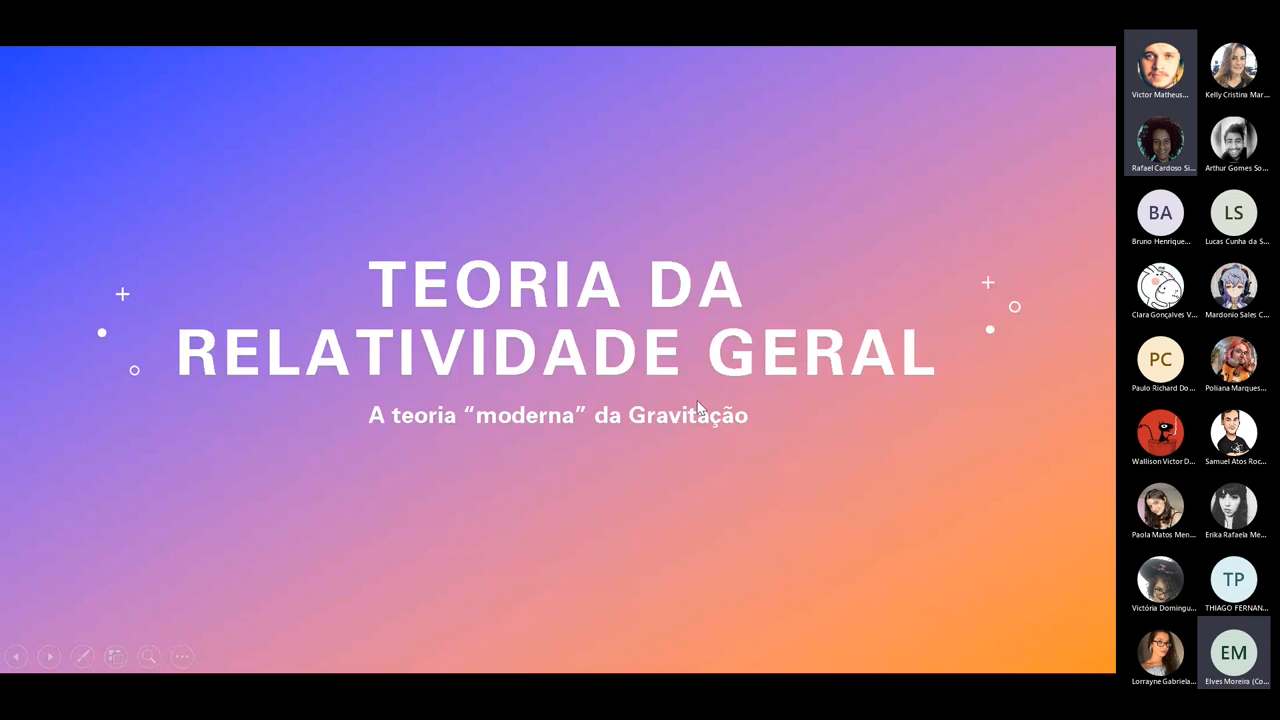 TEORIA DA
RELATIVIDADE GERAL
A teoria “moderna” da Gravitação
Victor Matheus...
Kelly Cristina Mar...
Rafael Cardoso Si...
Arthur Gomes So...
BA
LS
Bruno Henrique...
Lucas Cunha da S...
Clara Gonçalves V...
Mardonio Sales C...
PC
Paulo Richard Do...
Poliana Marques...
Wallison Victor D...
Samuel Atos Roc...
Paola Matos Men...
Erika Rafaela Me...
TP
Victória Domingu...
THIAGO FERNAN...
EM
Lorrayne Gabriela...
Elves Moreira (Co...